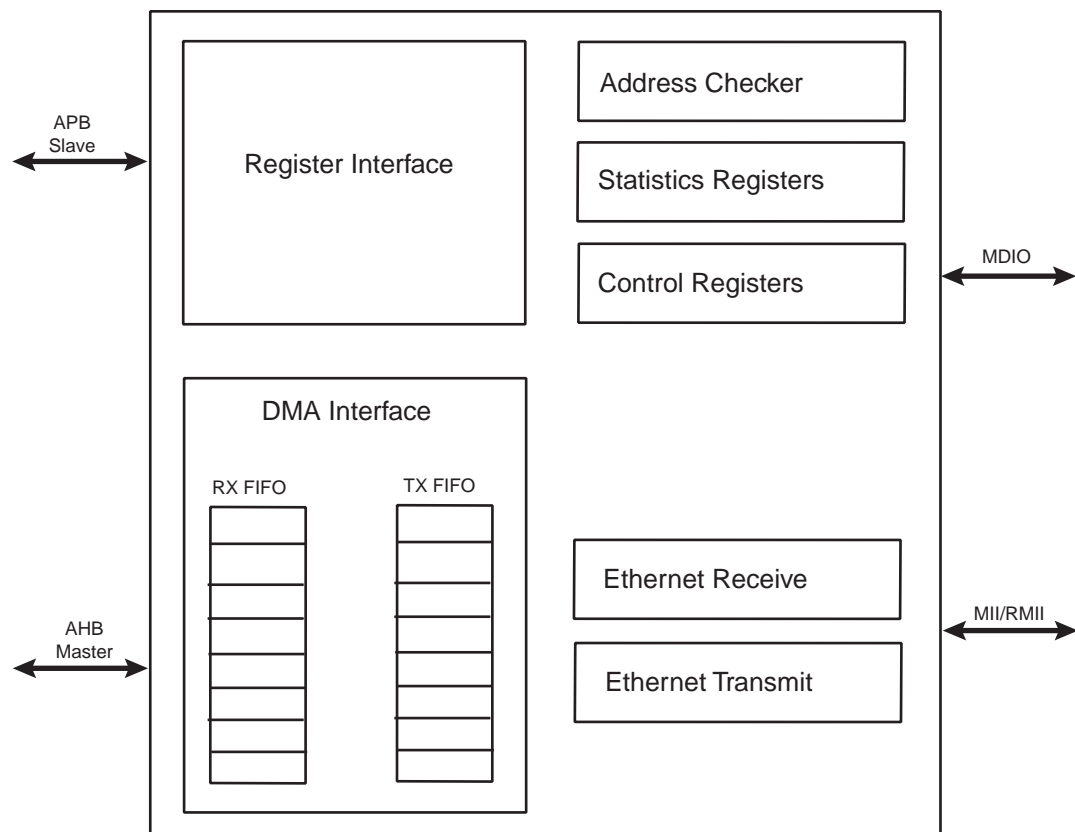 APB
Slave
Register Interface
Address Checker
Statistics Registers
Control Registers
MDIO
DMA Interface
RX FIFO
TX FIFO
AHB
Master
Ethernet Receive
Ethernet Transmit
MII/RMII